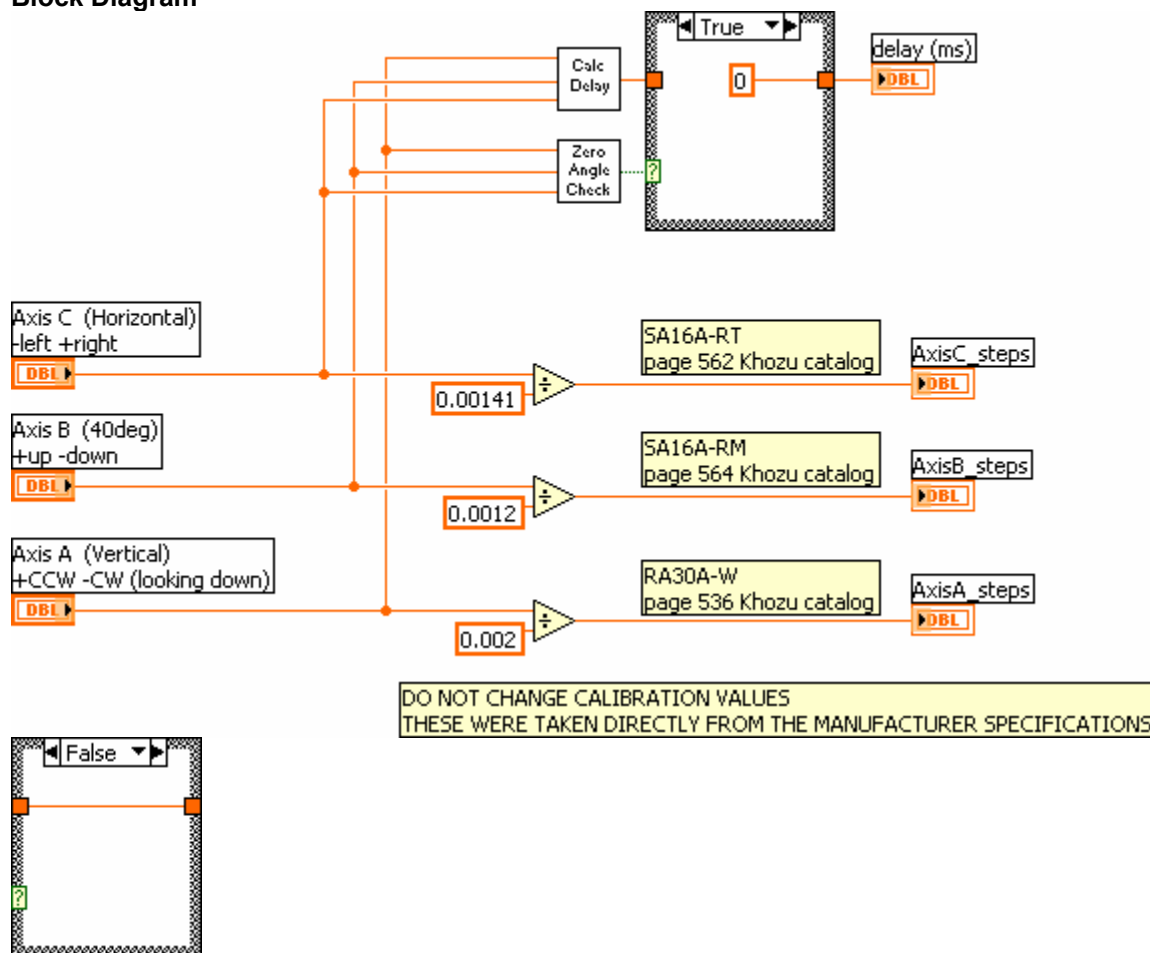 Block Diagram
True
delay (ms)
Calc
Delay
0
DBL
Zero
Angle
Check
?
Axis C (Horizontal)
-left +right
DBL
SA16A-RT
page 562 Khozu catalog
AxisC_steps
÷
DBL
0.00141
Axis B (40deg)
+up -down
DBL
SA16A-RM
page 564 Khozu catalog
AxisB_steps
÷
DBL
0.0012
Axis A (Vertical)
+CCW -CW (looking down)
DBL
RA30A-W
page 536 Khozu catalog
AxisA_steps
÷
DBL
0.002
DO NOT CHANGE CALIBRATION VALUES
THESE WERE TAKEN DIRECTLY FROM THE MANUFACTURER SPECIFICATIONS
False
?